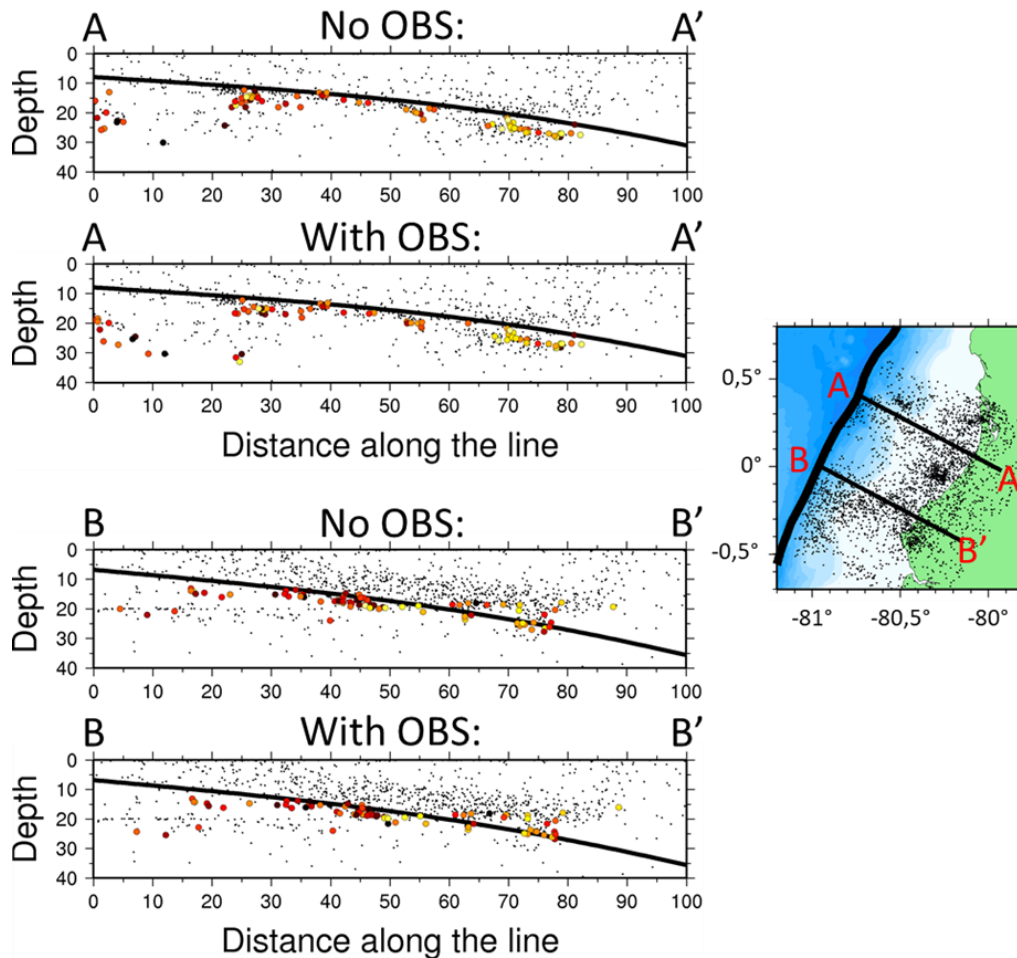 A No OBS: A’
Depth
0
10
20
30
40
0 10 20 30 40 50 60 70 80 90 100
A With OBS: A’
Depth
0
10
20
30
40
0 10 20 30 40 50 60 70 80 90 100
Distance along the line
B No OBS: B’
Depth
0
10
20
30
40
0 10 20 30 40 50 60 70 80 90 100
B With OBS: B’
Depth
0
10
20
30
40
0 10 20 30 40 50 60 70 80 90 100
Distance along the line
0,5°
0°
-0,5°
A
B
A
B’
-81 -80,5° -80°